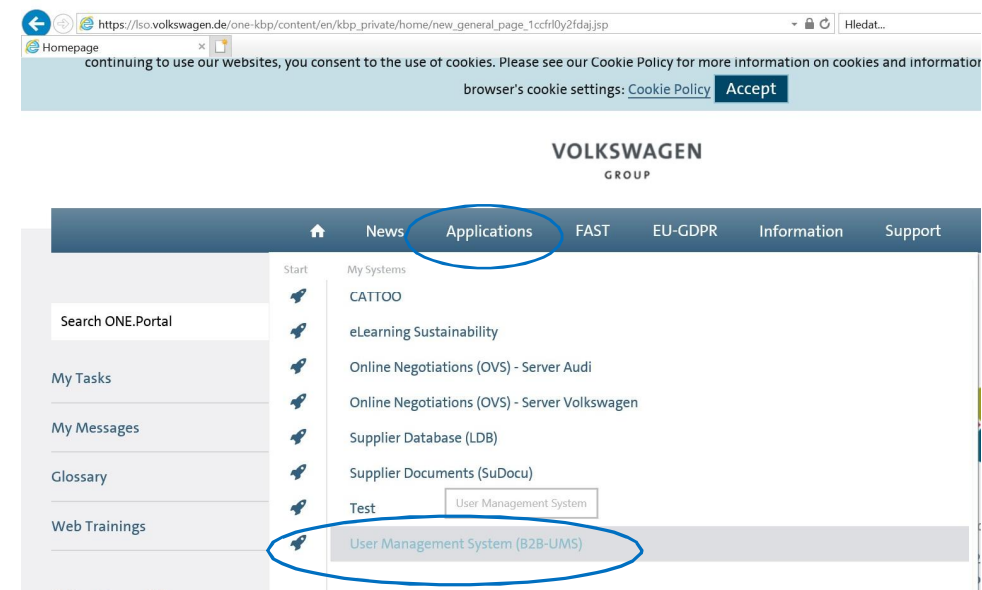 https://lso.volkswagen.de/one-kbp/content/en/kbp_private/home/new_general_page_1ccfrl0y2fdaj.jsp
Hledat...
Homepage
continuing to use our websites, you consent to the use of cookies. Please see our Cookie Policy for more information on cookies and information
browser's cookie settings: Cookie Policy Accept
VOLKSWAGEN
GROUP
News Applications FAST EU-GDPR Information Support
Start My Systems
CATTOO
Search ONE.Portal
eLearning Sustainability
Online Negotiations (OVS) - Server Audi
My Tasks
Online Negotiations (OVS) - Server Volkswagen
My Messages
Supplier Database (LDB)
Glossary
Supplier Documents (SuDocu)
Test
User Management System
Web Trainings
User Management System (B2B-UMS)